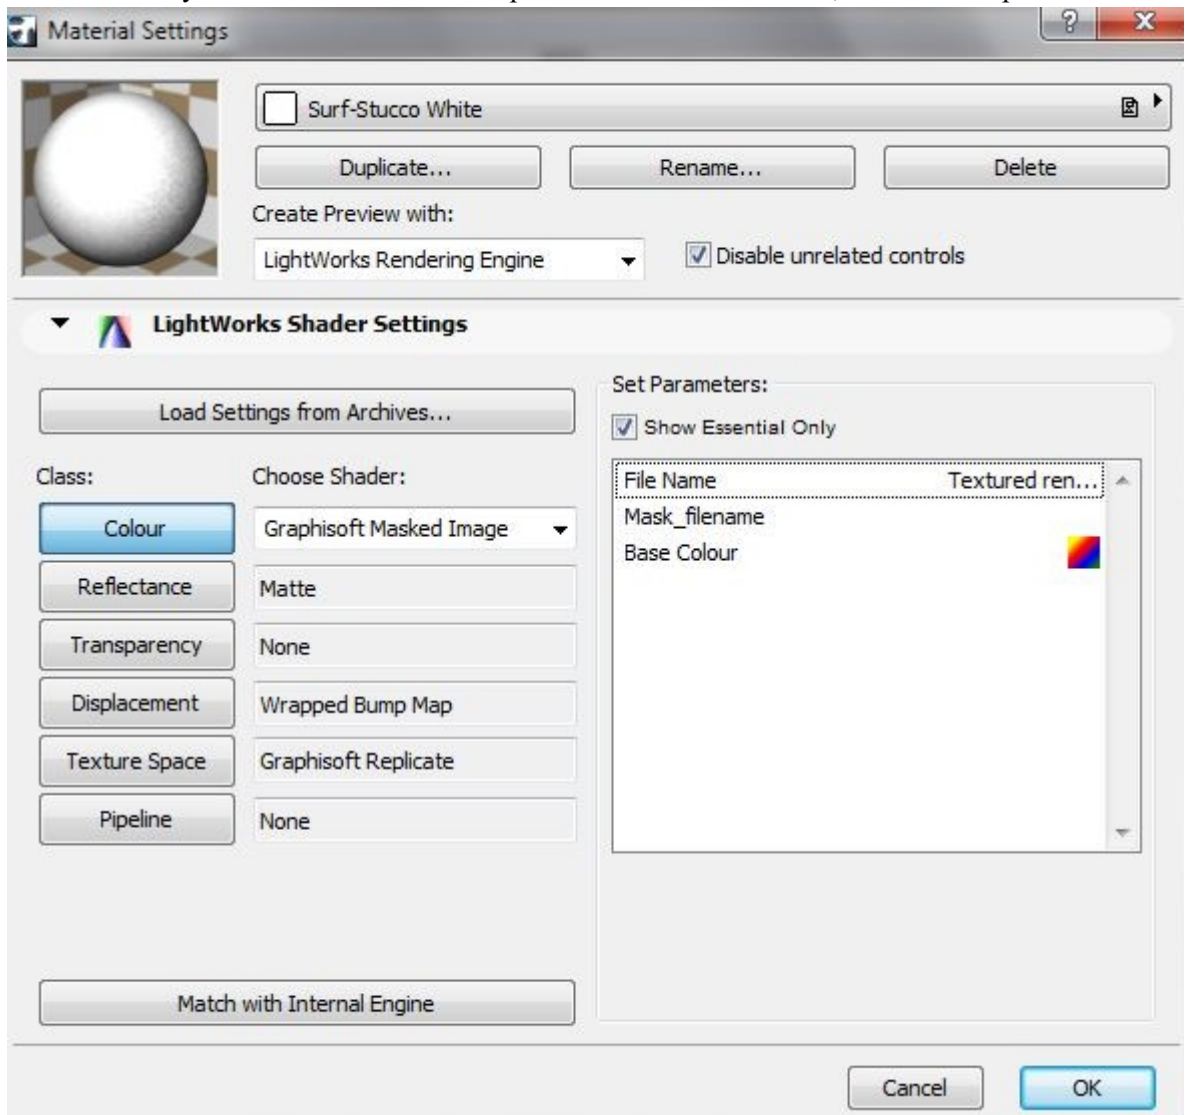 Material Settings
?
X
Surf-Stucco White
Duplicate...
Rename...
Delete
Create Preview with:
LightWorks Rendering Engine
Disable unrelated controls
LightWorks Shader Settings
Load Settings from Archives...
Class:
Choose Shader:
Colour
Graphisoft Masked Image
Reflectance
Matte
Transparency
None
Displacement
Wrapped Bump Map
Texture Space
Graphisoft Replicate
Pipeline
None
Match with Internal Engine
Set Parameters:
Show Essential Only
File Name Textured ren...
Mask_filename
Base Colour
Cancel
OK